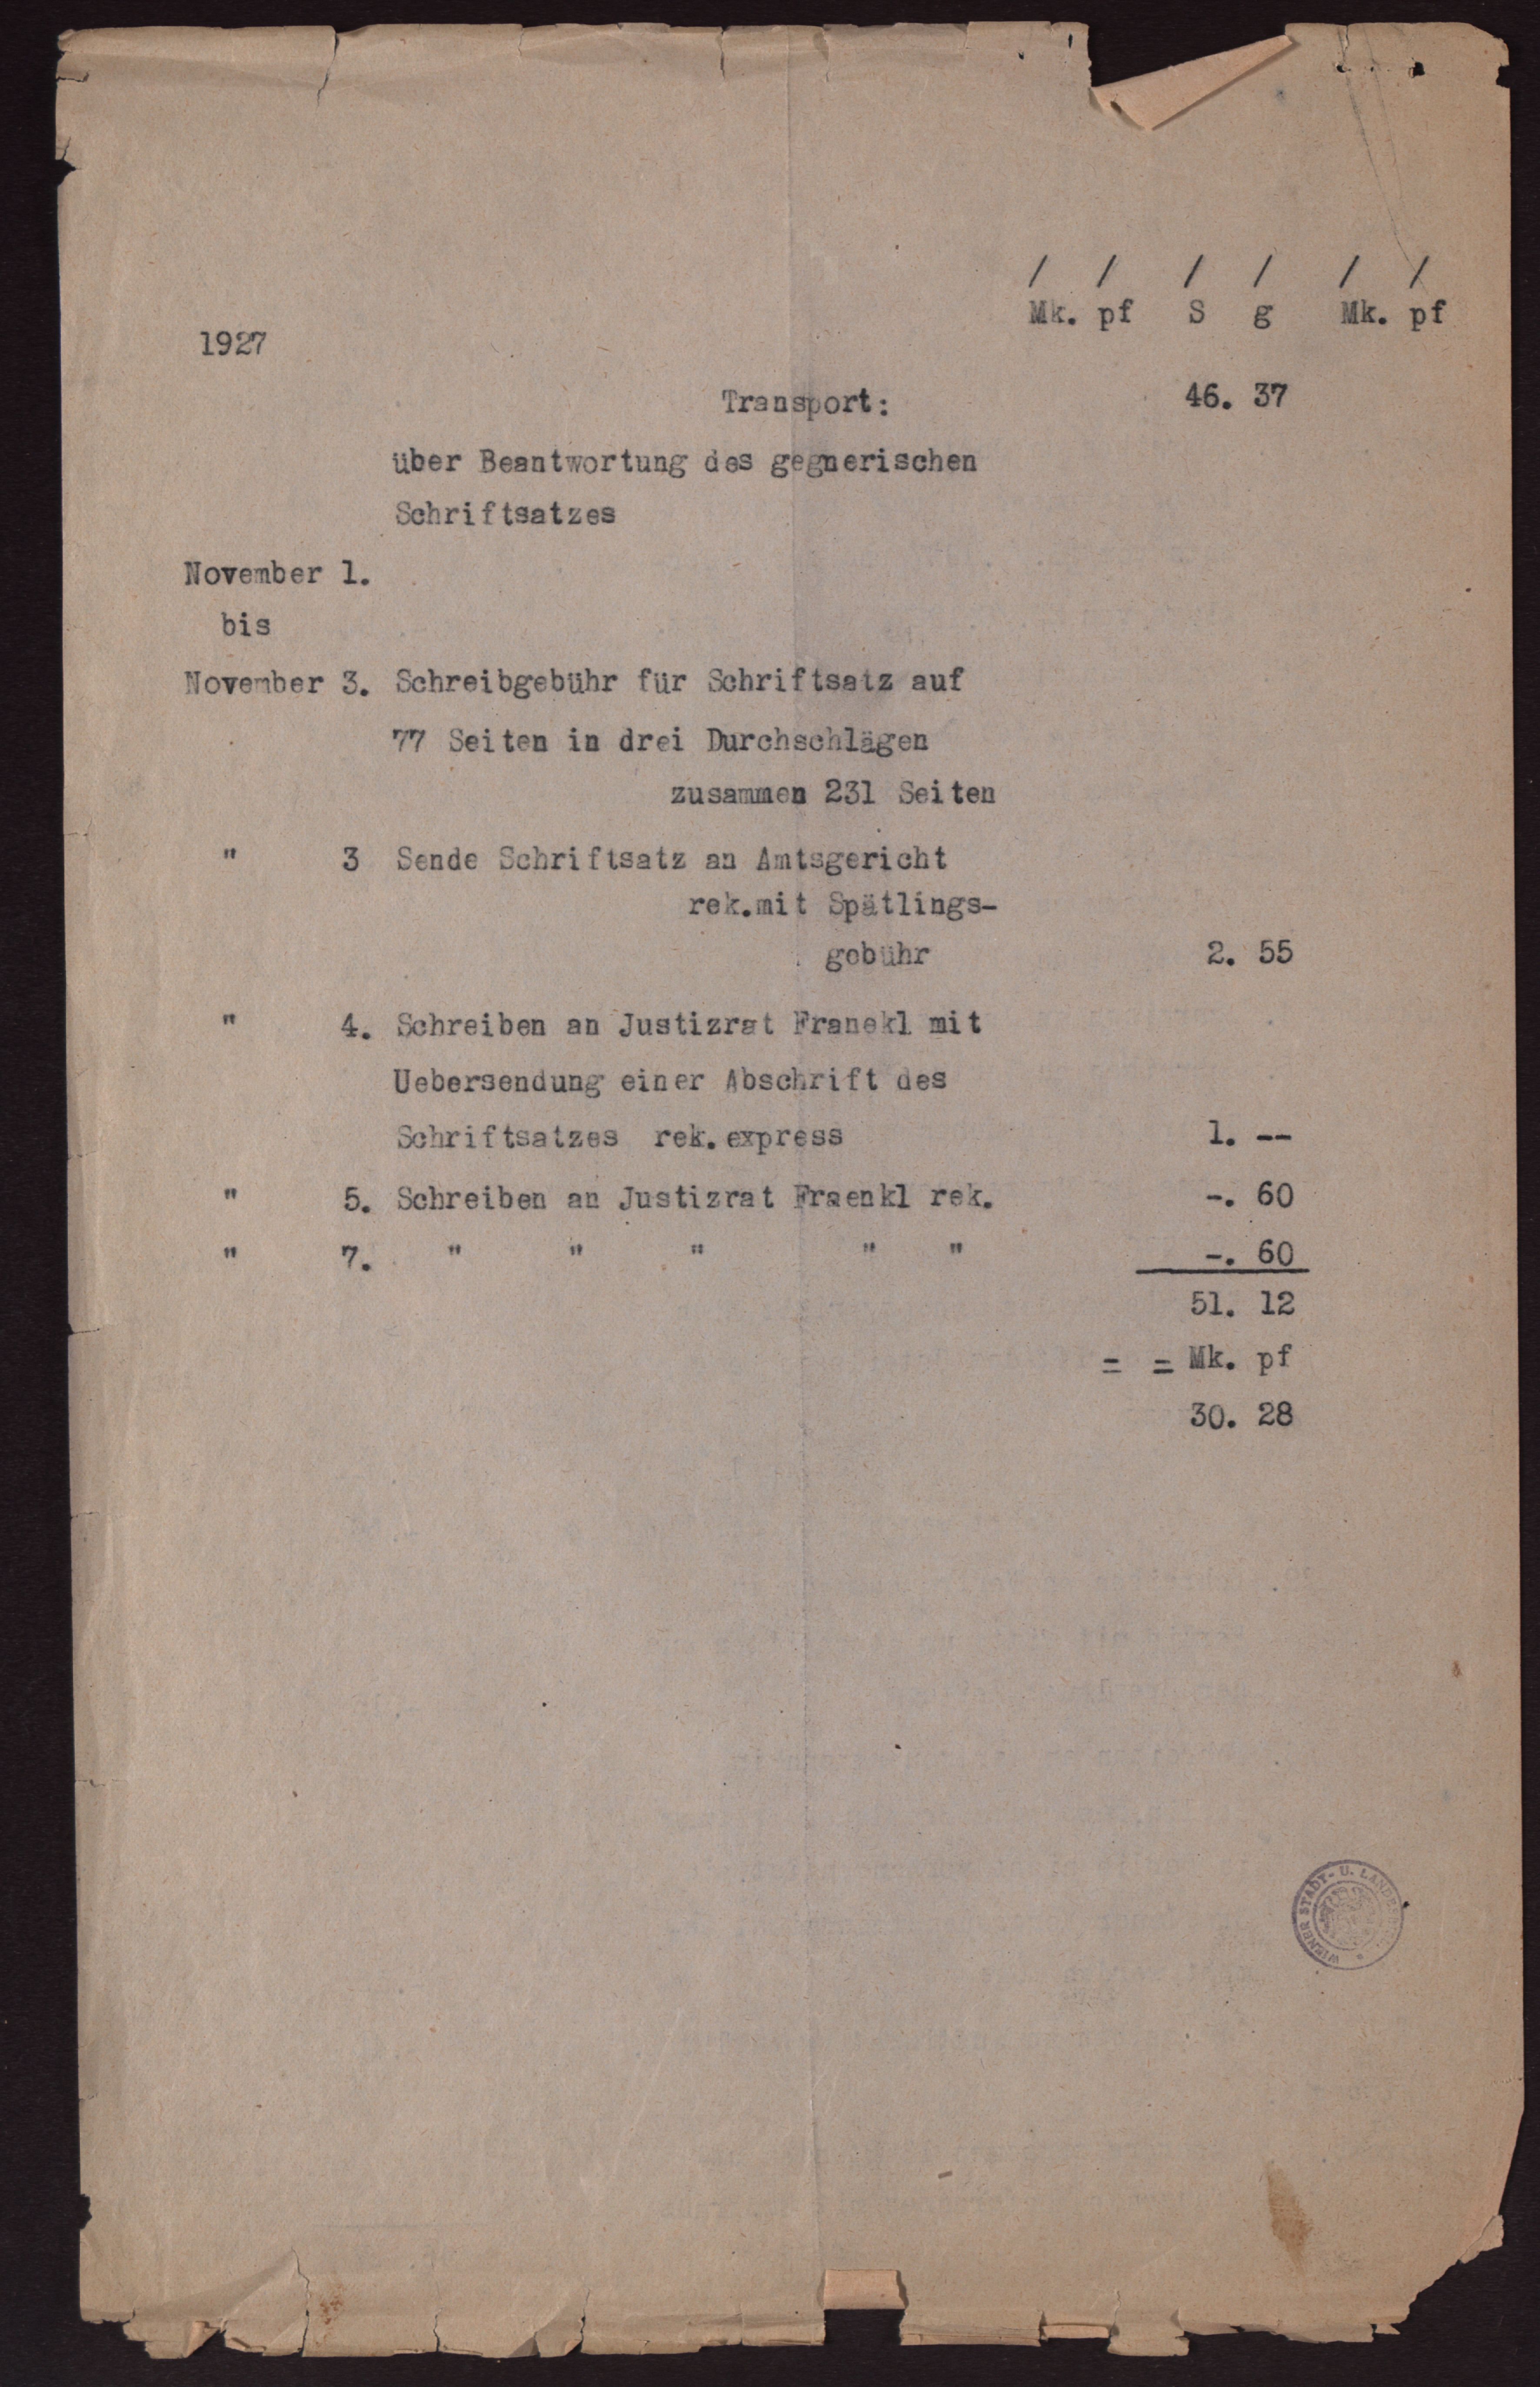 / / / / / /
Mk. pf S g Mk. pf
1927
Transport: 46. 37
über Beantwortung des gegnerischen
Schriftsatzes
November 1.
bis
November 3. Schreibgebühr für Schriftsatz auf
77 Seiten in drei Durchschlägen
zusammen 231 Seiten
" 3 Sende Schriftsatz an Amtsgericht
rek.mit Spätlings-
gebühr 2. 55
" 4. Schreiben an Justizrat Franekl mit
Uebersendung einer Abschrift des
Schriftsatzes rek.express 1. --
" 5. Schreiben an Justizrat Fraenkl rek. -. 60
" 7. " " " " " -. 60
51. 12
= = Mk. pf
30. 28
WIENER STADT- U.